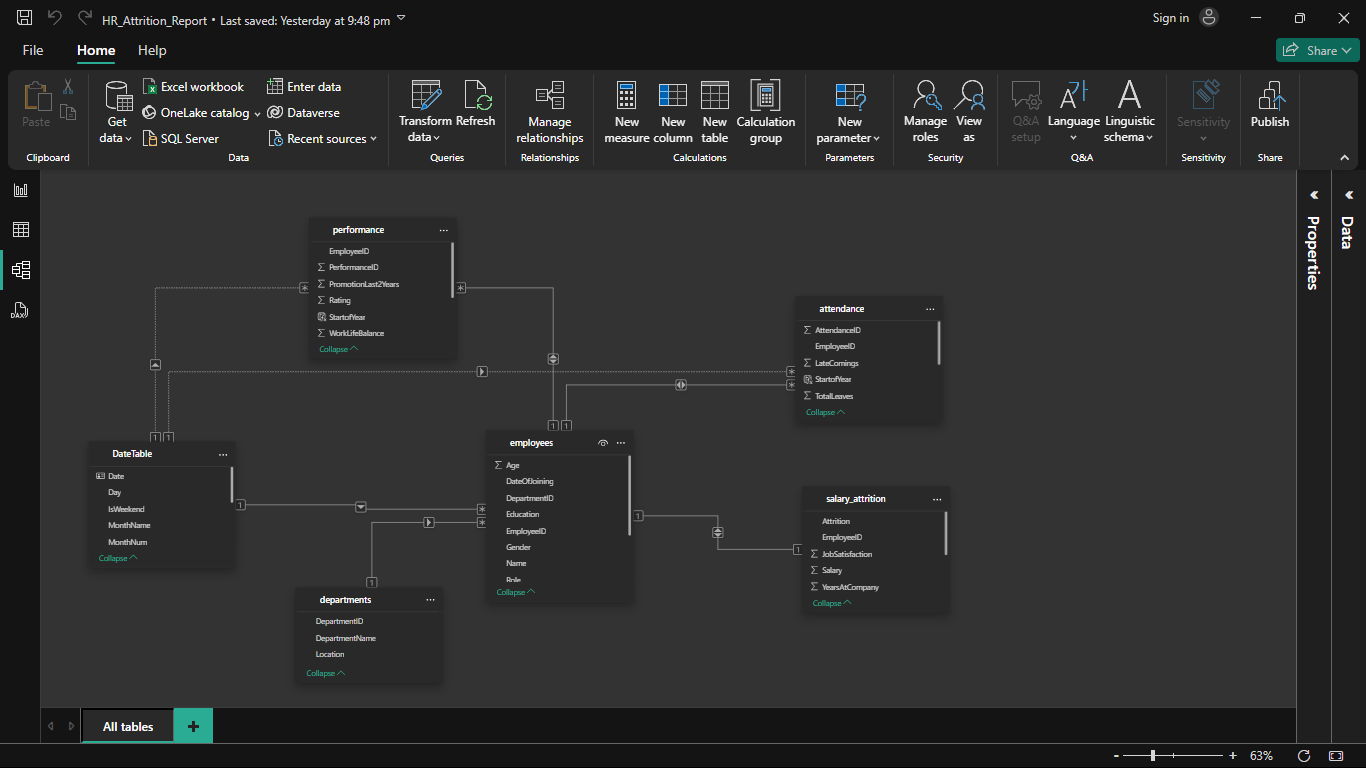 HR_Attrition_Report • Last saved: Yesterday at 9:48 pm
Sign in
File Home Help
Share
Paste
Clipboard
Get data
Excel workbook
OneLake catalog
SQL Server
Enter data
Dataverse
Recent sources
Data
Transform data
Refresh
Queries
Manage relationships
Relationships
New measure
New column
New table
Calculation group
Calculations
New parameter
Parameters
Manage roles
View as
Security
Q&A setup
Language
Linguistic schema
Q&A
Sensitivity
Sensitivity
Publish
Share
performance
EmployeeID
PerformanceID
PromotionLast2Years
Rating
StartofYear
WorkLifeBalance
Collapse
attendance
AttendanceID
EmployeeID
LateComings
StartofYear
TotalLeaves
Collapse
DateTable
Date
Day
IsWeekend
MonthName
MonthNum
Collapse
employees
Age
DateOfJoining
DepartmentID
Education
EmployeeID
Gender
Name
Role
Collapse
salary_attrition
Attrition
EmployeeID
JobSatisfaction
Salary
YearsAtCompany
Collapse
departments
DepartmentID
DepartmentName
Location
Collapse
1 1
1 1
1
1
1
1
Properties
Data
DAX
All tables
+
- + 63%